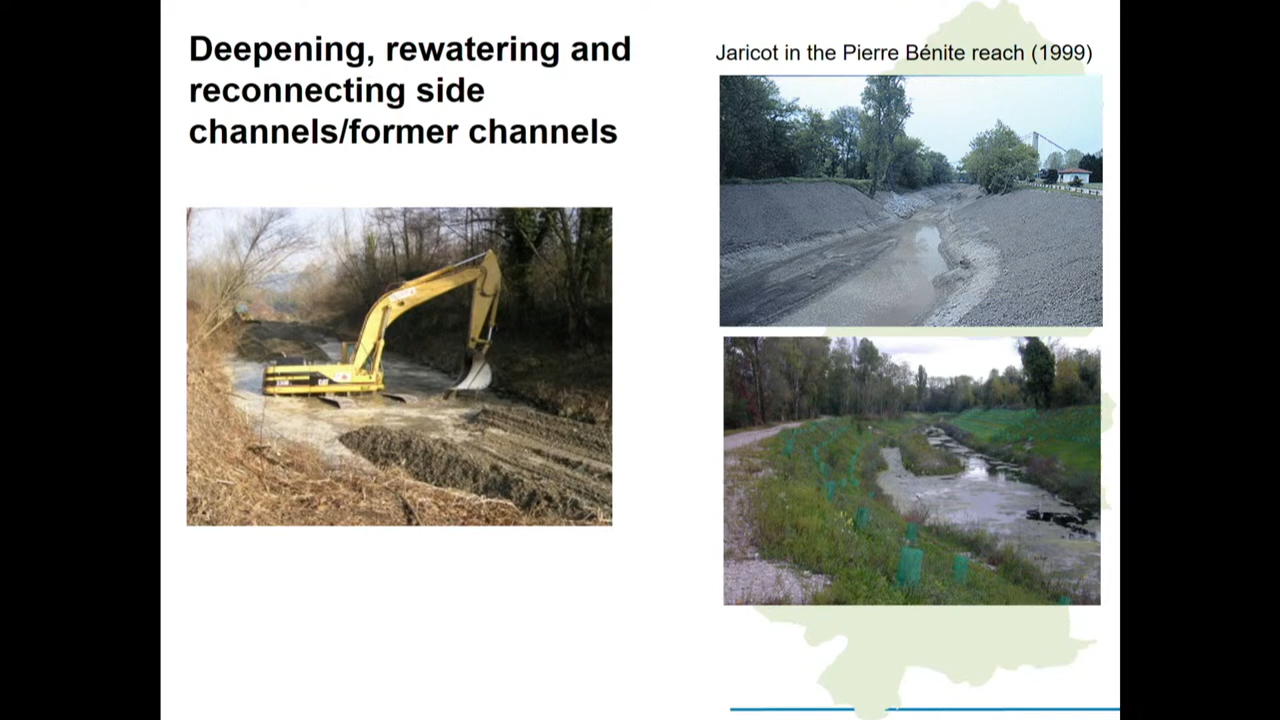 Deepening, rewatering and
reconnecting side
channels/former channels
Jaricot in the Pierre Bénite reach (1999)